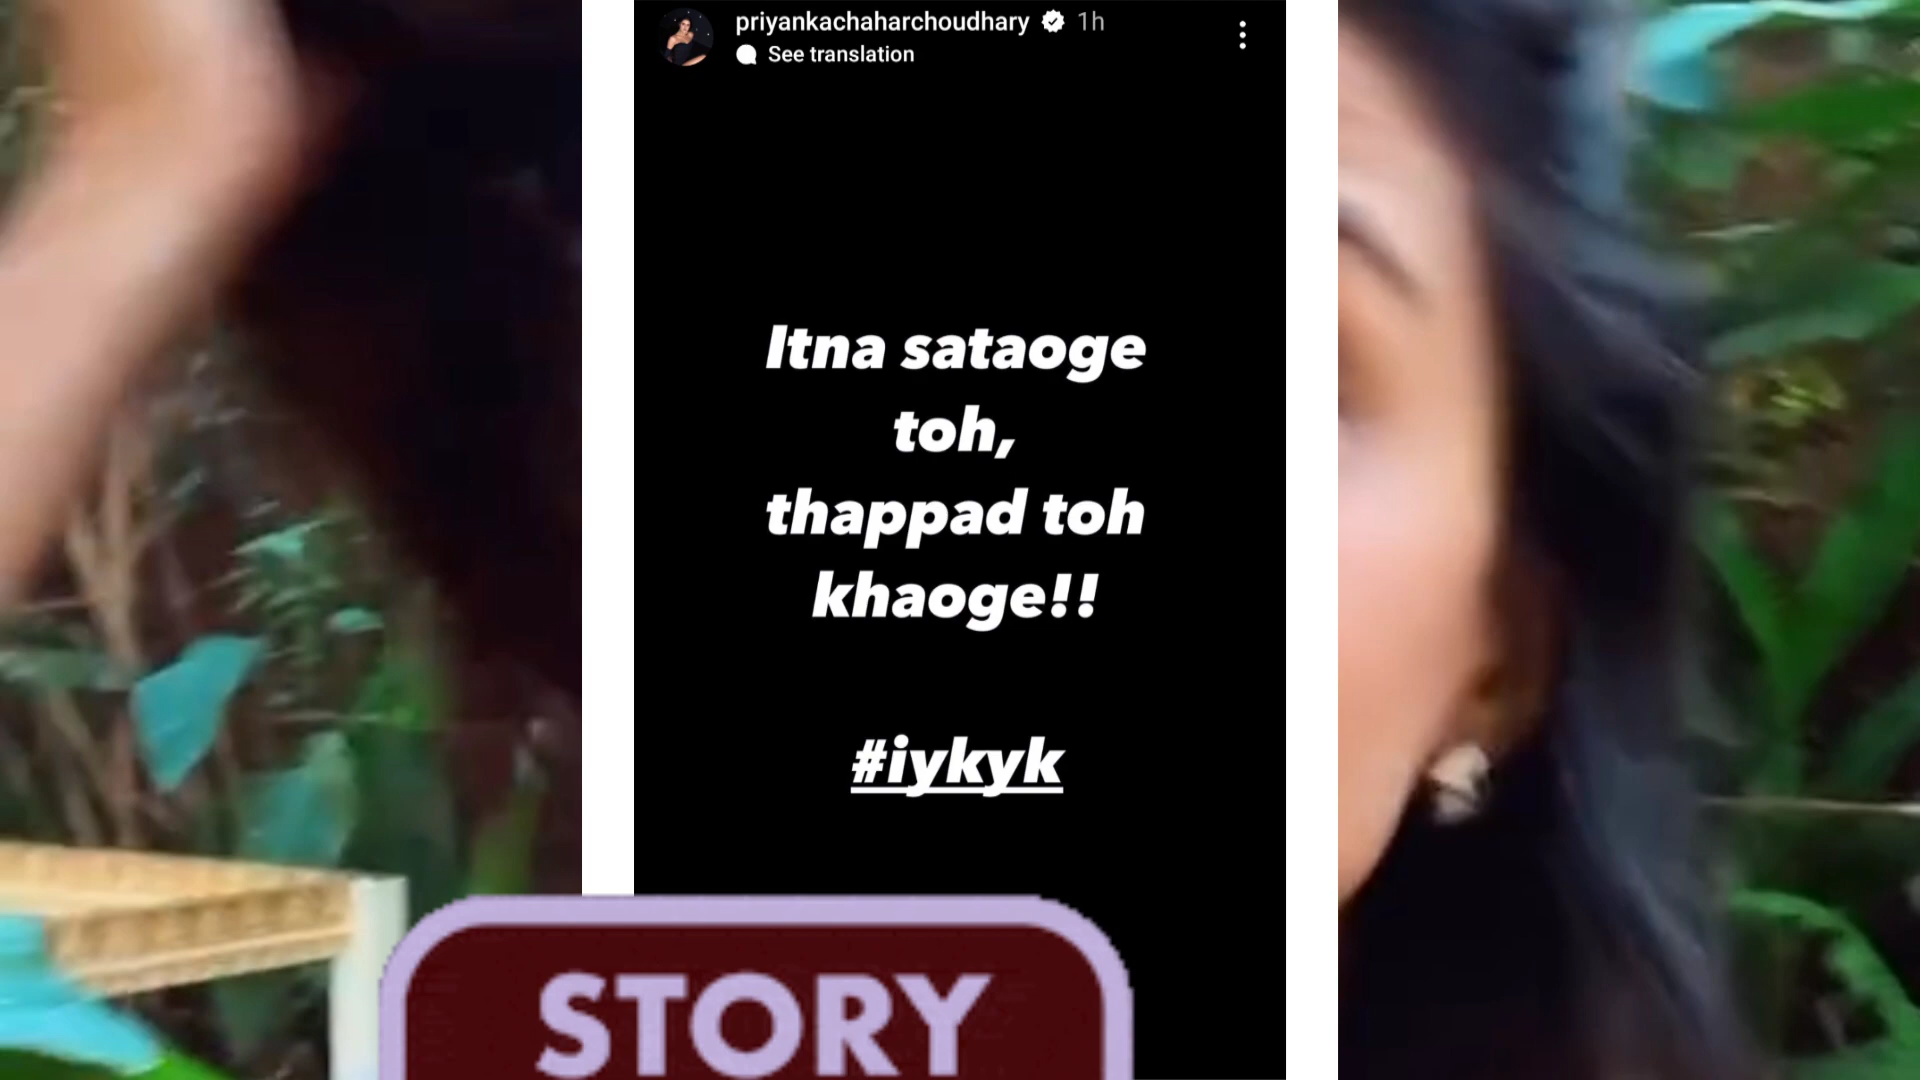 priyankachaharchoudhary 1h
See translation
Itna sataoge
toh,
thappad toh
khaoge!!
#iykyk
STORY